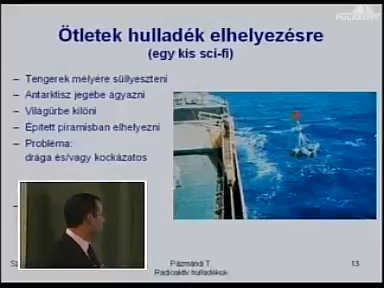 Ötletek hulladék elhelyezésre
(egy kis sci-fi)
– Tengerek mélyére süllyeszteni
– Antarktisz jegébe ágyazni
– Világűrbe kilőni
– Épített piramisban elhelyezni
– Probléma:
drága és/vagy kockázatos
–
Pázmándi T.
Radioaktív hulladékok
13